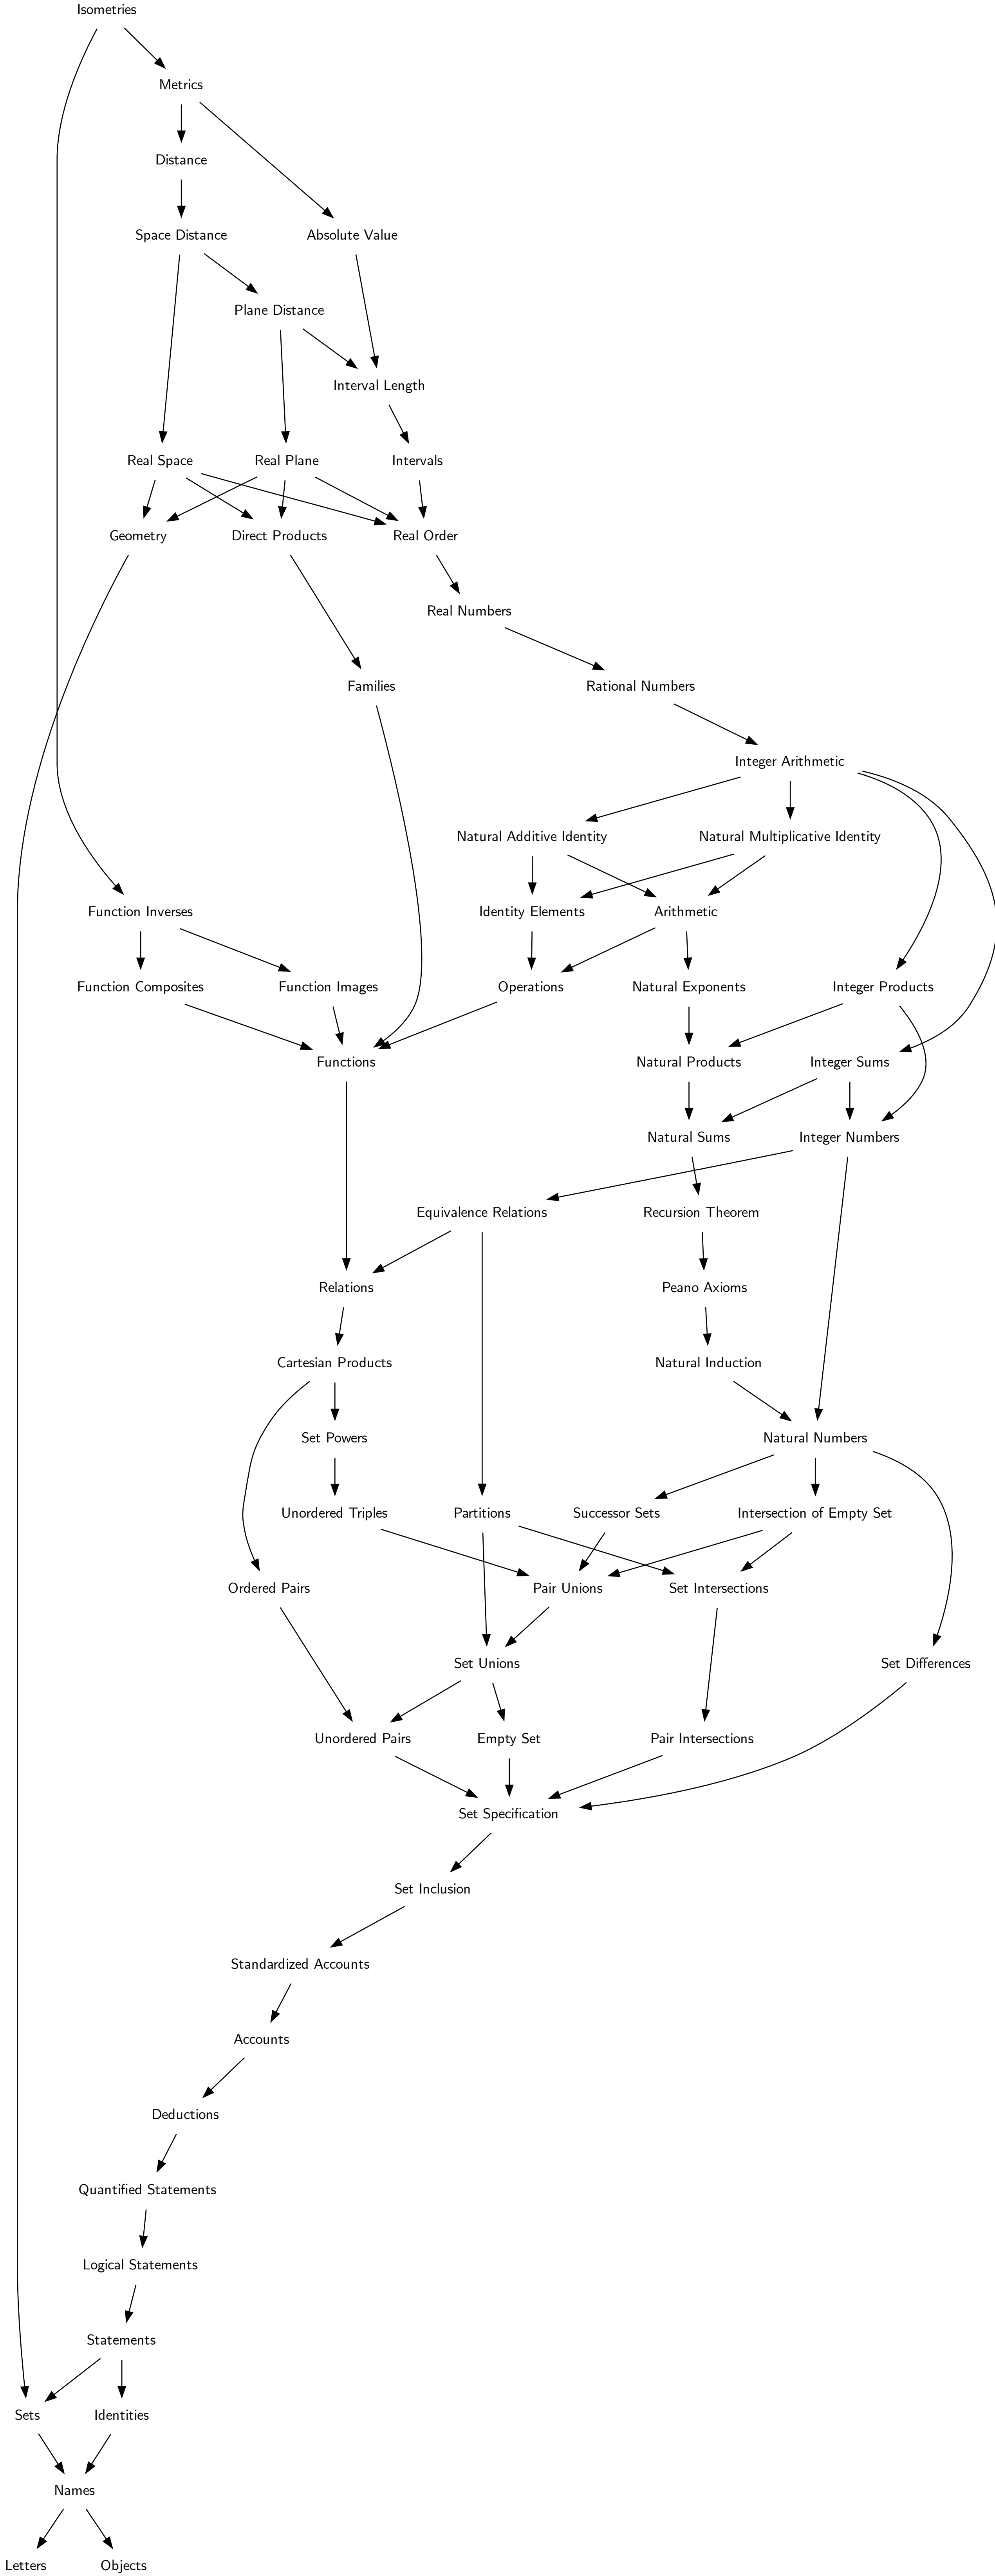 Isometries
Metrics
Distance
Space Distance
Absolute Value
Plane Distance
Interval Length
Real Space
Real Plane
Intervals
Geometry
Direct Products
Real Order
Real Numbers
Families
Rational Numbers
Integer Arithmetic
Natural Additive Identity
Natural Multiplicative Identity
Function Inverses
Identity Elements
Arithmetic
Function Composites
Function Images
Operations
Natural Exponents
Integer Products
Functions
Natural Products
Integer Sums
Natural Sums
Integer Numbers
Equivalence Relations
Recursion Theorem
Relations
Peano Axioms
Cartesian Products
Natural Induction
Set Powers
Natural Numbers
Unordered Triples
Partitions
Successor Sets
Intersection of Empty Set
Ordered Pairs
Pair Unions
Set Intersections
Set Unions
Set Differences
Unordered Pairs
Empty Set
Pair Intersections
Set Specification
Set Inclusion
Standardized Accounts
Accounts
Deductions
Quantified Statements
Logical Statements
Statements
Sets
Identities
Names
Letters
Objects